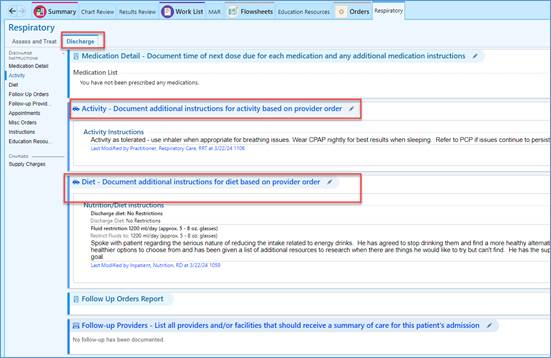 Summary Chart Review Results Review Work List MAR Flowsheets Education Resources Orders Respiratory
Respiratory
Assess and Treat Discharge
DISCHARGE INSTRUCTIONS
Medication Detail
Activity
Diet
Follow Up Orders
Follow-up Provid...
Appointments
Misc Orders
Instructions
Education Resou...
CHARGES
Supply Charges
Medication Detail - Document time of next dose due for each medication and any additional medication instructions
Medication List
You have not been prescribed any medications.
Activity - Document additional instructions for activity based on provider order
Activity Instructions
Activity as tolerated - use inhaler when appropriate for breathing issues. Wear CPAP nightly for best results when sleeping. Refer to PCP if issues continue to persist
Last Modified by Practitioner, Respiratory Care, RRT at 3/22/24 1106
Diet - Document additional instructions for diet based on provider order
Nutrition/Diet instructions
Discharge diet: No Restrictions
Discharge Diet: No Restrictions
Fluid restriction 1200 ml/day (approx. 5 - 8 oz. glasses)
Restrict Fluids to: 1200 ml/day (approx. 5 - 8 oz. glasses)
Spoke with patient regarding the serious nature of reducing the intake related to energy drinks. He has agreed to stop drinking them and find a more healthy alternat
healthier options to choose from and has been given a list of additional resources to research when there are things he would like to try but can't find. He has the sup
goal.
Last Modified by Inpatient, Nutrition, RD at 3/22/24 1059
Follow Up Orders Report
Follow-up Providers - List all providers and/or facilities that should receive a summary of care for this patient's admission
No follow-up has been documented.